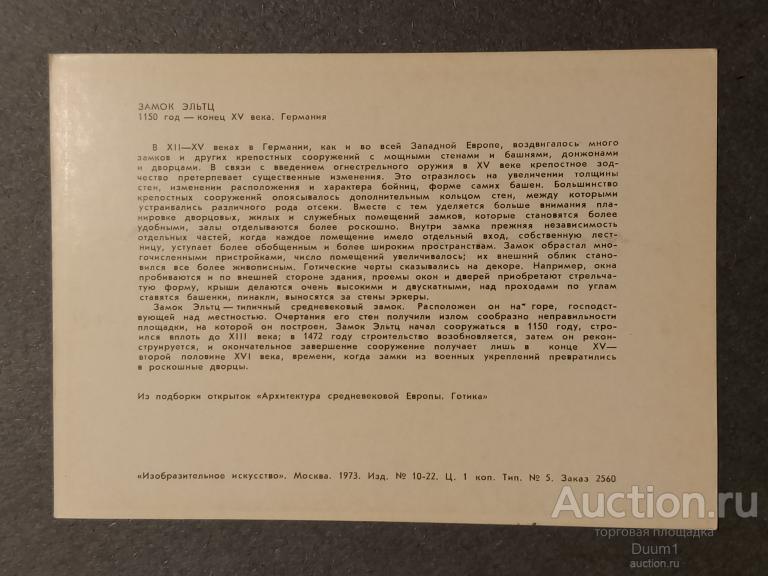 ЗАМОК ЭЛЬТЦ
1150 год — конец XV века. Германия
В XII—XV веках в Германии, как и во всей Западной Европе, воздвигалось много
замков и других крепостных сооружений с мощными стенами и башнями, донжонами
и дворцами. В связи с введением огнестрельного оружия в XV веке крепостное зод-
чество претерпевает существенные изменения. Это отразилось на увеличении толщины
стен, изменении расположения и характера бойниц, форме самих башен. Большинство
крепостных сооружений опоясывалось дополнительным кольцом стен, между которыми
устраивались различного рода отсеки. Вместе с тем уделяется больше внимания пла-
нировке дворцовых, жилых и служебных помещений замков, которые становятся более
удобными, залы отделываются более роскошно. Внутри замка прежняя независимость
отдельных частей, когда каждое помещение имело отдельный вход, собственную лест-
ницу, уступает более обобщенным и более широким пространствам. Замок обрастал мно-
гочисленными пристройками, число помещений увеличивалось; их внешний облик стано-
вился все более живописным. Готические черты сказывались на декоре. Например, окна
пробиваются и по внешней стороне здания, проемы окон и дверей приобретают стрельча-
тую форму, крыши делаются очень высокими и двускатными, над проходами по углам
ставятся башенки, пинакли, выносятся за стены эркеры.
Замок Эльтц — типичный средневековый замок. Расположен он на горе, господст-
вующей над местностью. Очертания его стен получили излом сообразно неправильности
площадки, на которой он построен. Замок Эльтц начал сооружаться в 1150 году, стро-
ился вплоть до XIII века; в 1472 году строительство возобновляется, затем он рекон-
струируется, и окончательное завершение сооружение получает лишь в конце XV—
второй половине XVI века, времени, когда замки из военных укреплений превратились
в роскошные дворцы.
Из подборки открыток «Архитектура средневековой Европы. Готика»
«Изобразительное искусство». Москва. 1973. Изд. № 10-22. Ц. 1 коп. Тип. № 5. Заказ 2560
Auction.ru
торговая площадка
Duum1
auction.ru